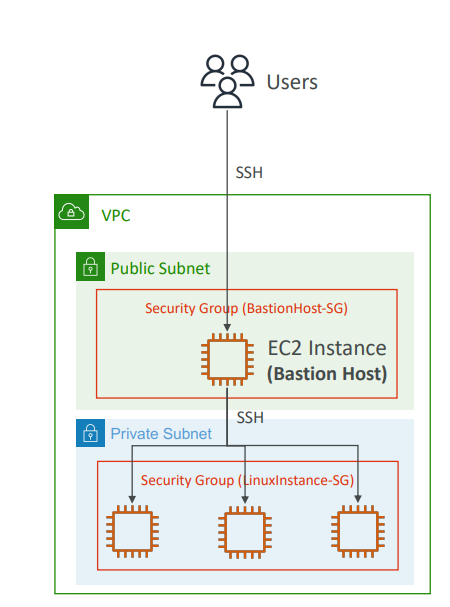 Users
SSH
VPC
Public Subnet
Security Group (BastionHost-SG)
EC2 Instance
(Bastion Host)
SSH
Private Subnet
Security Group (LinuxInstance-SG)